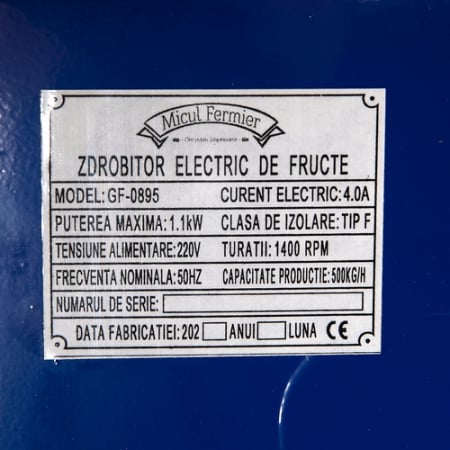 Micul Fermier
ZDROBITOR ELECTRIC DE FRUCTE
MODEL: GF-0895 CURENT ELECTRIC: 4.0A
PUTEREA MAXIMA: 1.1kW CLASA DE IZOLARE: TIP F
TENSIUNE ALIMENTARE: 220V TURATII: 1400 RPM
FRECVENTA NOMINALA: 50HZ CAPACITATE PRODUCTIE: 500KG/H
NUMARUL DE SERIE:
DATA FABRICATIEI: 202 ANUI LUNA CE